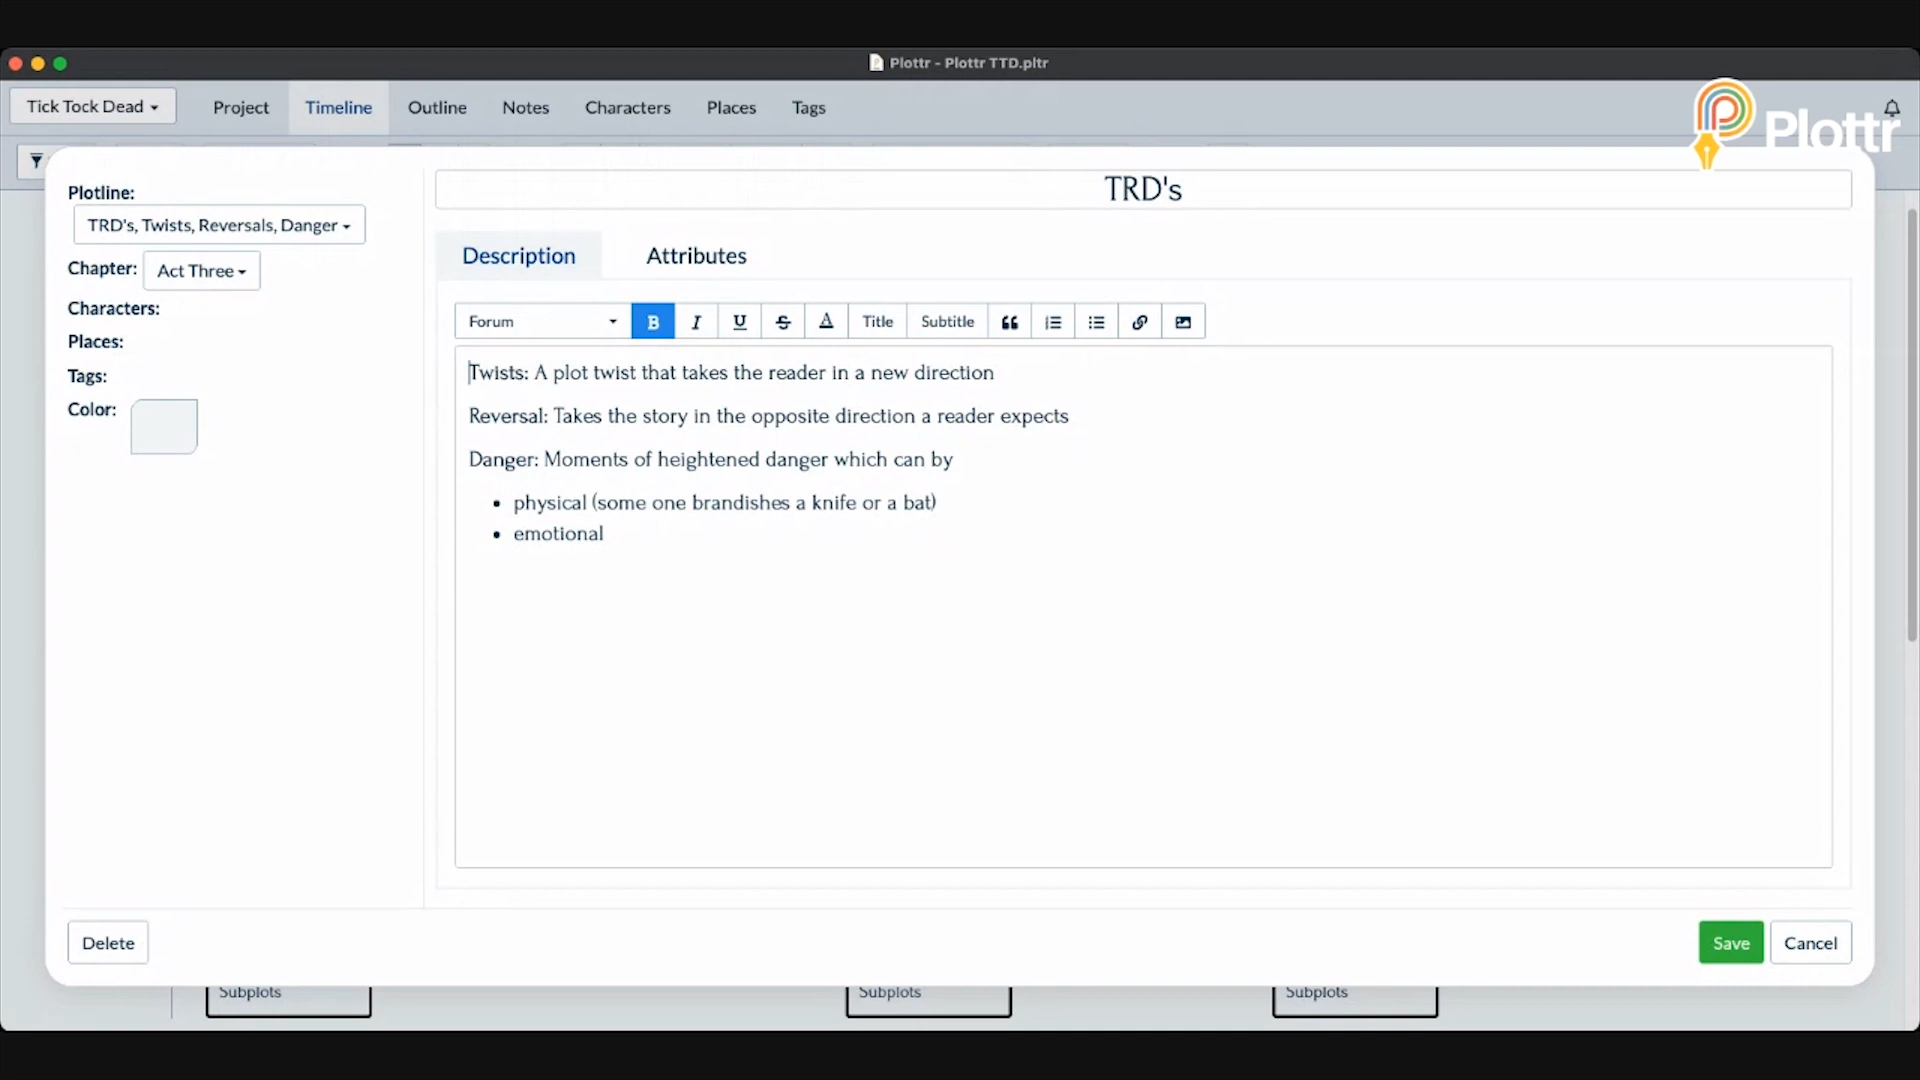 Plottr - Plottr TTD.pltr
Tick Tock Dead
Project
Timeline
Outline
Notes
Characters
Places
Tags
Plottr
Plotline:
TRD's, Twists, Reversals, Danger
Chapter: Act Three
Characters:
Places:
Tags:
Color:
TRD's
Description
Attributes
Forum
B I U S A Title Subtitle
Twists: A plot twist that takes the reader in a new direction
Reversal: Takes the story in the opposite direction a reader expects
Danger: Moments of heightened danger which can by
• physical (some one brandishes a knife or a bat)
• emotional
Delete
Save
Cancel
Subplots
Subplots
Subplots